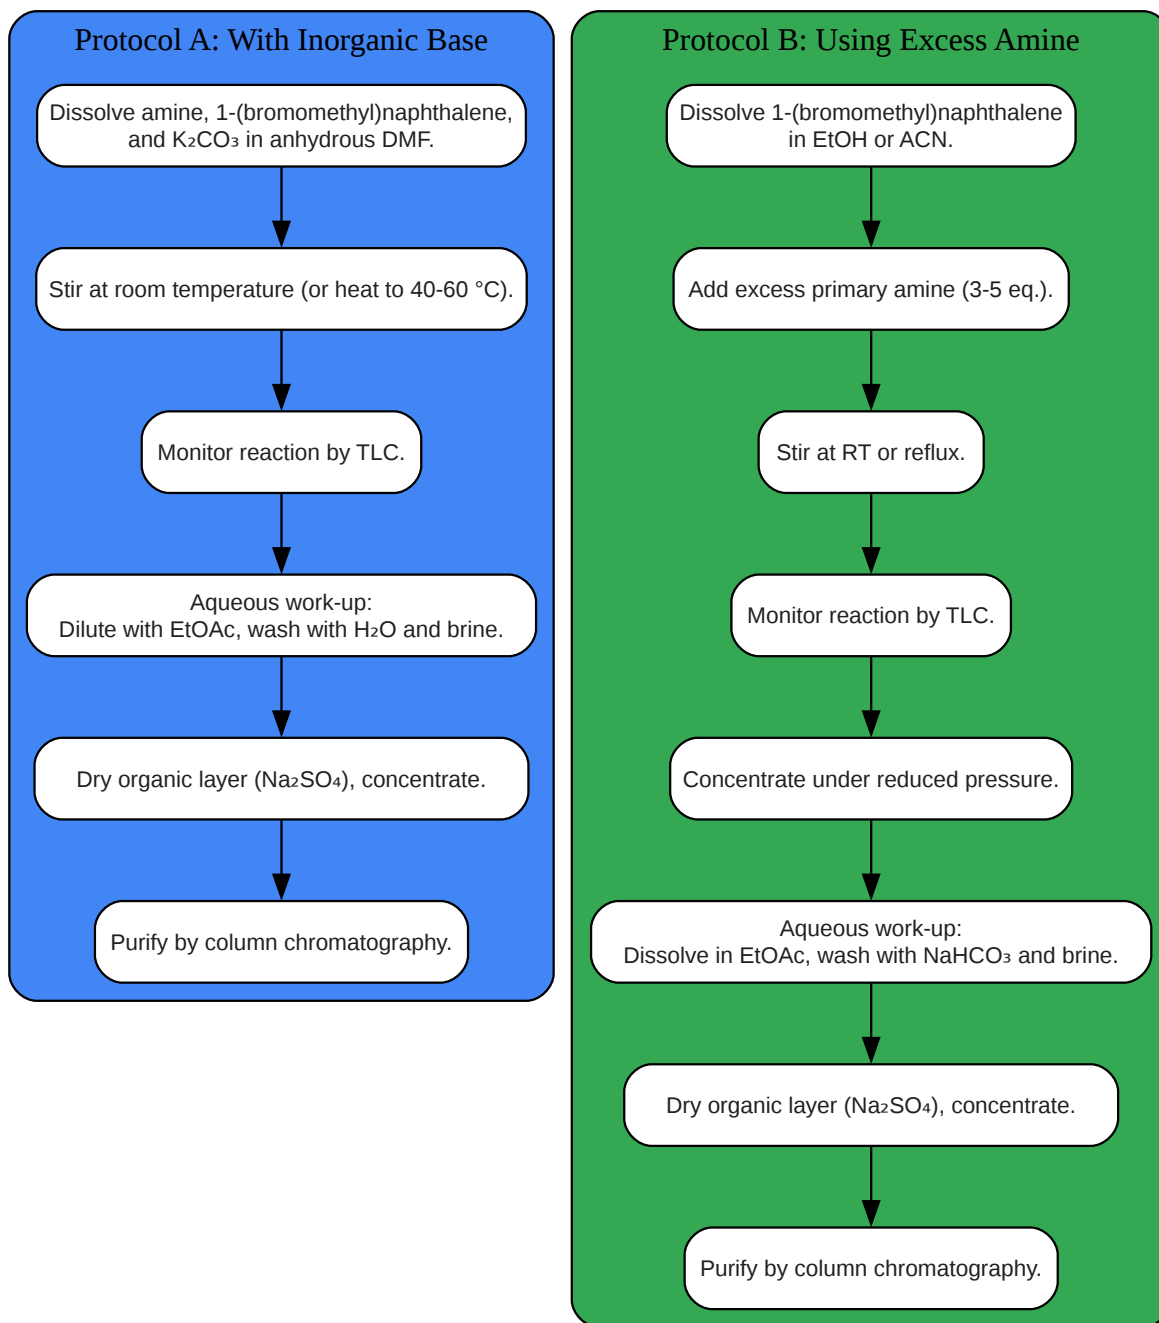 Protocol A: With Inorganic Base
Dissolve amine, 1-(bromomethyl)naphthalene,
and K₂CO₃ in anhydrous DMF.
Stir at room temperature (or heat to 40-60 °C).
Monitor reaction by TLC.
Aqueous work-up:
Dilute with EtOAc, wash with H₂O and brine.
Dry organic layer (Na₂SO₄), concentrate.
Purify by column chromatography.
Protocol B: Using Excess Amine
Dissolve 1-(bromomethyl)naphthalene
in EtOH or ACN.
Add excess primary amine (3-5 eq.).
Stir at RT or reflux.
Monitor reaction by TLC.
Concentrate under reduced pressure.
Aqueous work-up:
Dissolve in EtOAc, wash with NaHCO₃ and brine.
Dry organic layer (Na₂SO₄), concentrate.
Purify by column chromatography.